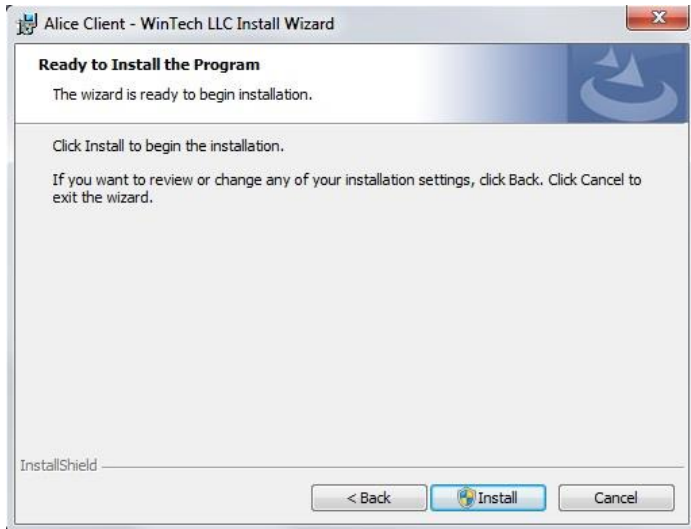 Alice Client - WinTech LLC Install Wizard
Ready to Install the Program
The wizard is ready to begin installation.
Click Install to begin the installation.
If you want to review or change any of your installation settings, click Back. Click Cancel to
exit the wizard.
InstallShield
< Back Install Cancel